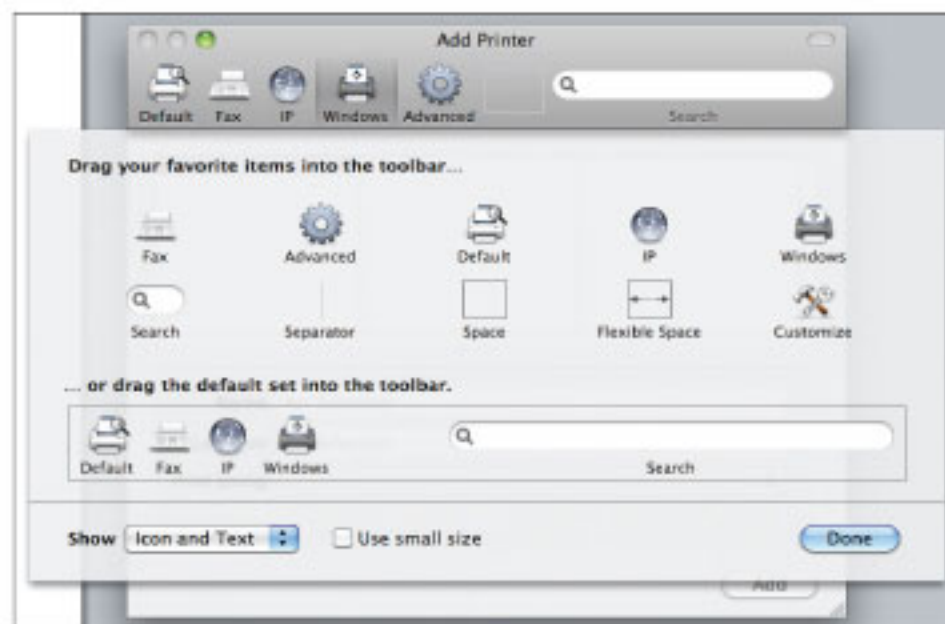 Add Printer
Default Fax IP Windows Advanced Search
Drag your favorite items into the toolbar...
Fax Advanced Default IP Windows
Search Separator Space Flexible Space Customize
... or drag the default set into the toolbar.
Default Fax IP Windows Search
Show Icon and Text Use small size Done
Add